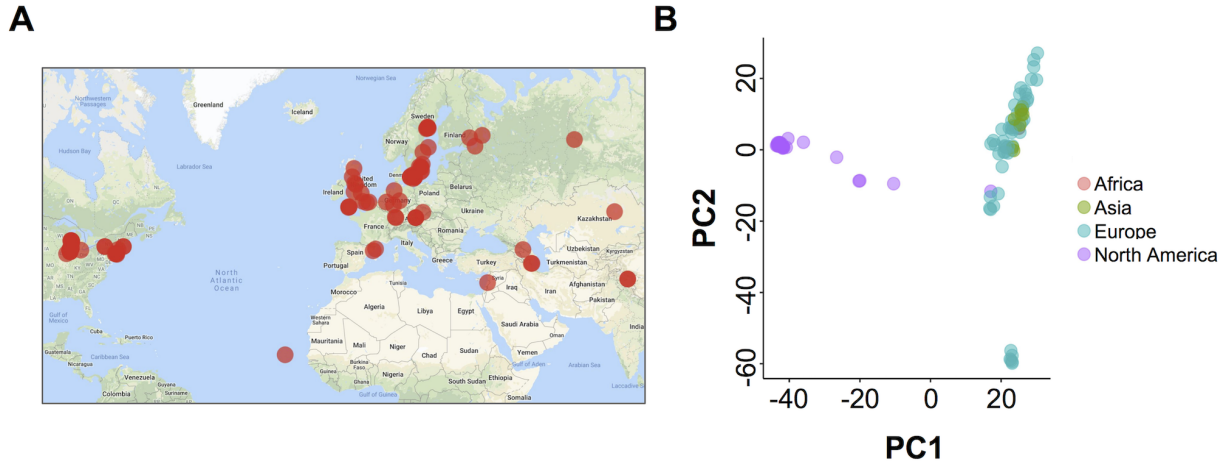 A
B
Norwegian Sea
Northwestern
Passages
Greenland
Iceland
Sweden
Finland
Norway
Hudson Bay
Labrador Sea
United
Kingdom
Ireland
Poland
Belarus
Ukraine
Kazakhstan
France
Romania
Italy
Spain
Portugal
Greece
Turkey
Uzbekistan
Kyrgyzstan
Turkmenistan
Syria
Iraq
Iran
Afghanistan
Pakistan
North
Atlantic
Ocean
Morocco
Tunisia
Algeria
Libya
Egypt
Western
Sahara
Saudi Arabia
Oman
India
Gulf of
Mexico
Cuba
Puerto Rico
Mauritania
Mali
Niger
Chad
Sudan
Yemen
Gulf of Aden
Arabian Sea
Guatemala
Caribbean Sea
Nicaragua
Burkina
Faso
Guinea
Ghana
Nigeria
South Sudan
Ethiopia
Laccadive
Venezuela
Guyana
Colombia
Suriname
Gulf of Guinea
Somalia
PC2
20
0
-20
-40
-60
-40
-20
0
20
PC1
Africa
Asia
Europe
North America